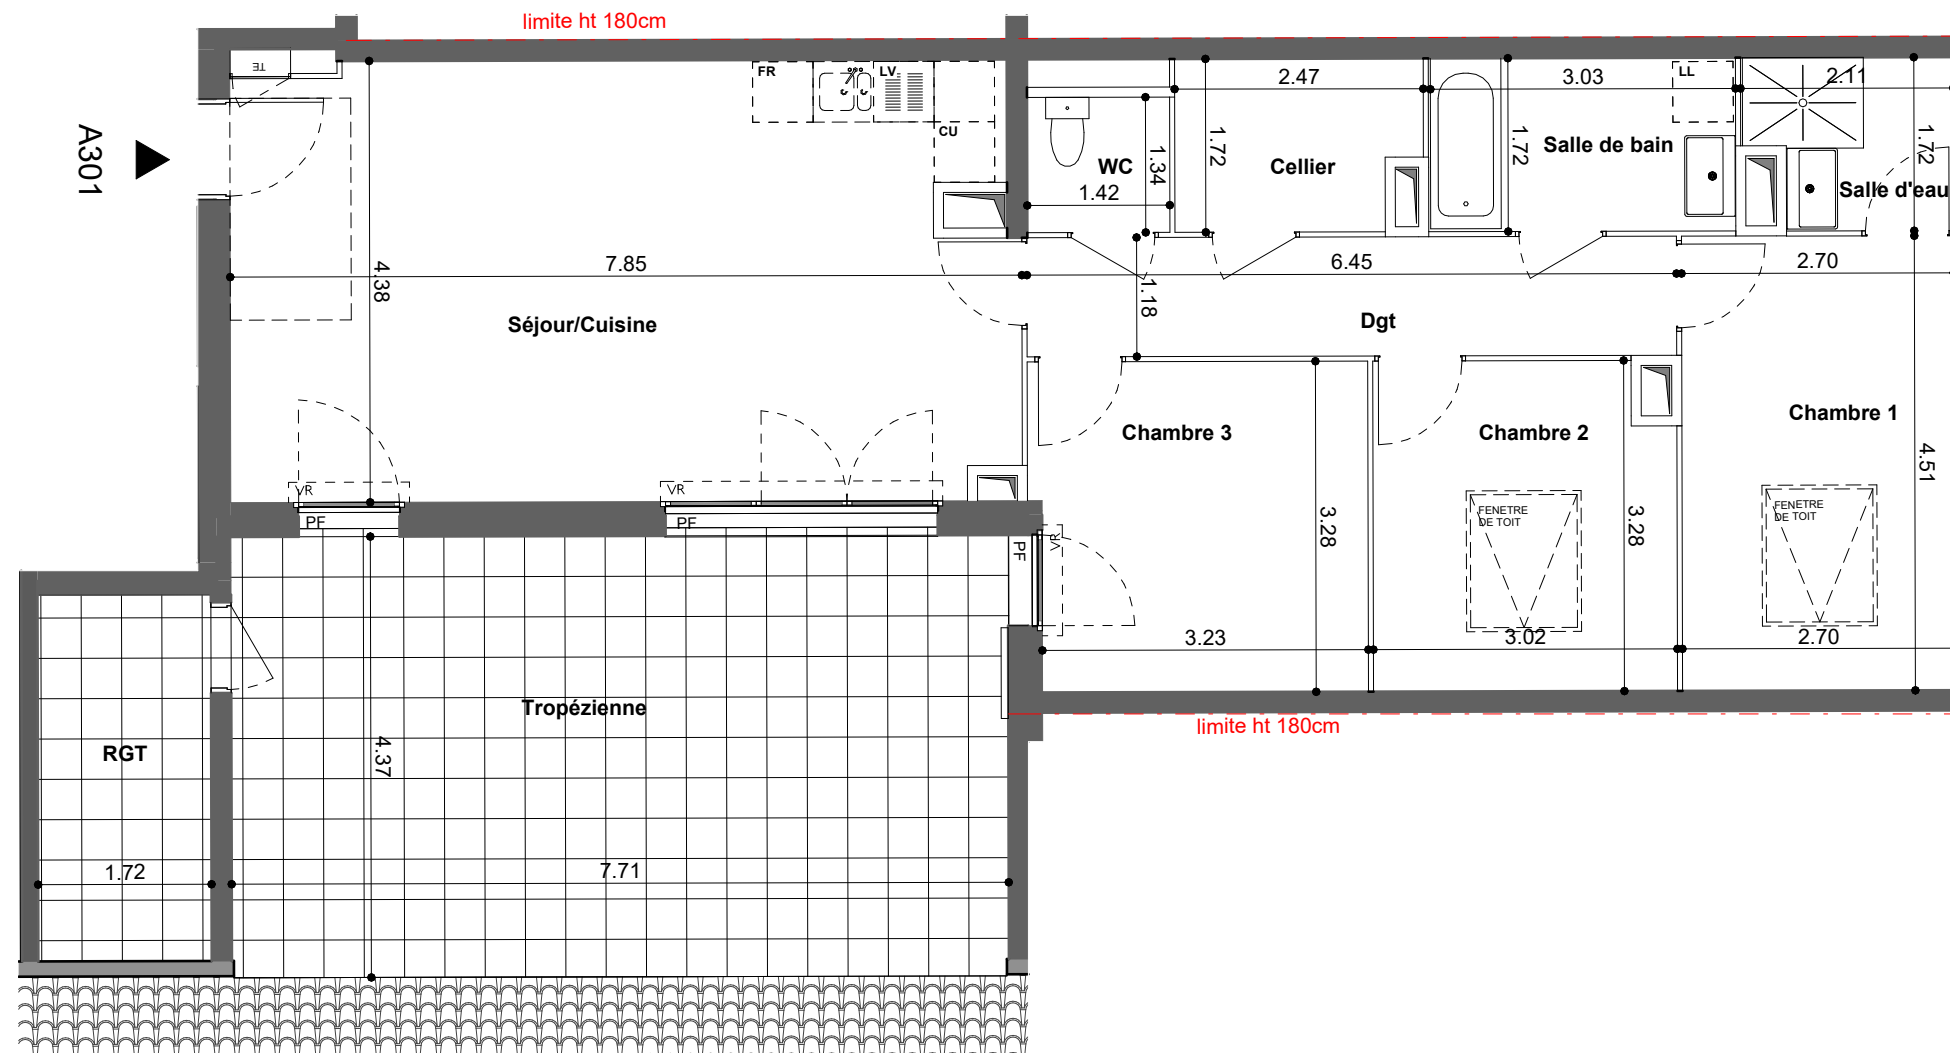 limite ht 180cm
TE
FR
LV
CU
LL
2.47
3.03
2.11
A301
WC
1.34
1.42
1.72
Cellier
1.72
Salle de bain
1.72
Salle d'eau
4.38
7.85
1.18
6.45
2.70
Séjour/Cuisine
Dgt
Chambre 3
Chambre 2
Chambre 1
4.51
VR
PF
VR
PF
PF
VR
3.28
FENETRE
DE TOIT
3.28
FENETRE
DE TOIT
3.23
3.02
2.70
Tropézienne
limite ht 180cm
RGT
4.37
1.72
7.71